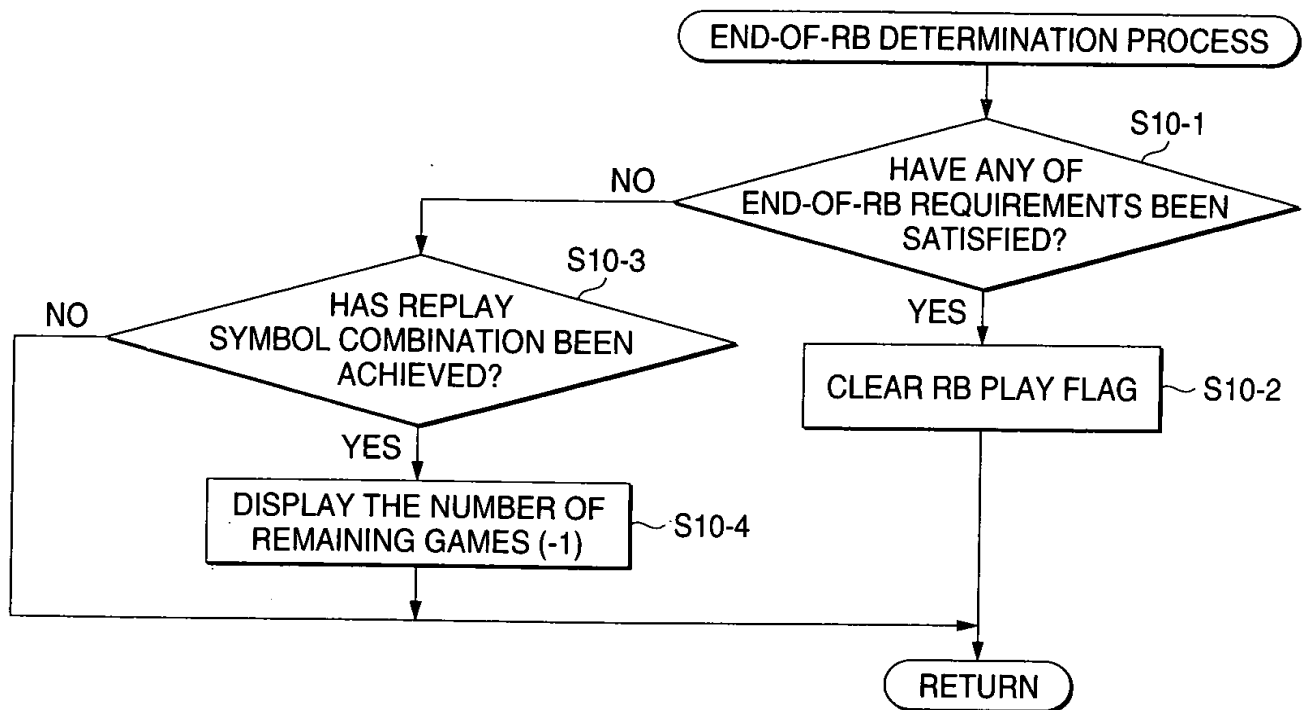 END-OF-RB DETERMINATION PROCESS
S10-1
HAVE ANY OF
END-OF-RB REQUIREMENTS BEEN
SATISFIED?
NO
YES
S10-3
HAS REPLAY
SYMBOL COMBINATION BEEN
ACHIEVED?
NO
YES
CLEAR RB PLAY FLAG
S10-2
DISPLAY THE NUMBER OF
REMAINING GAMES (-1)
S10-4
RETURN